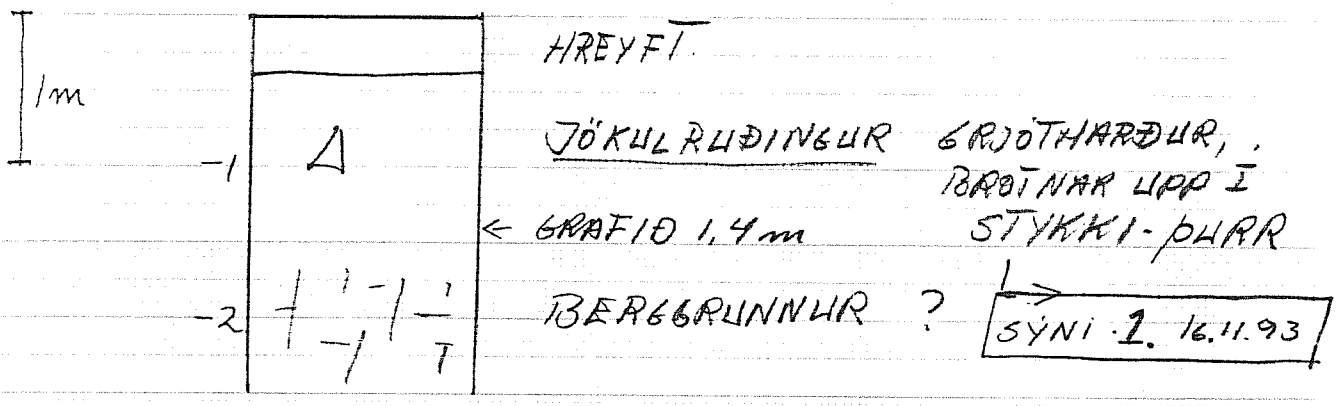 HREYFT.
1m
JÖKULRUÐINGUR GRJÓTHARÐUR,
-1
BROTNAR UPP Í
← GRAFIÐ 1,4m STYKKI - ÞURR
-2 BERGGRUNNUR ?
SÝNI 1. 16.11.93